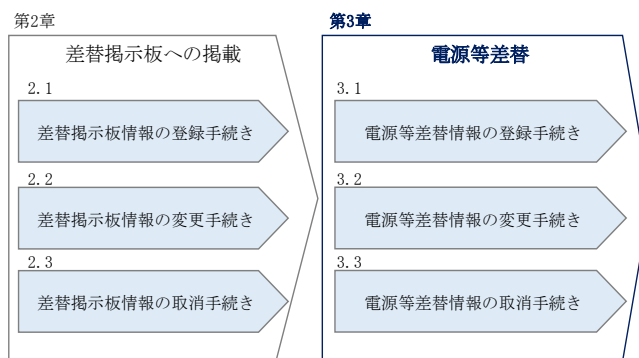 第2章
差替掲示板への掲載
2.1
差替掲示板情報の登録手続き
2.2
差替掲示板情報の変更手続き
2.3
差替掲示板情報の取消手続き
第3章
電源等差替
3.1
電源等差替情報の登録手続き
3.2
電源等差替情報の変更手続き
3.3
電源等差替情報の取消手続き